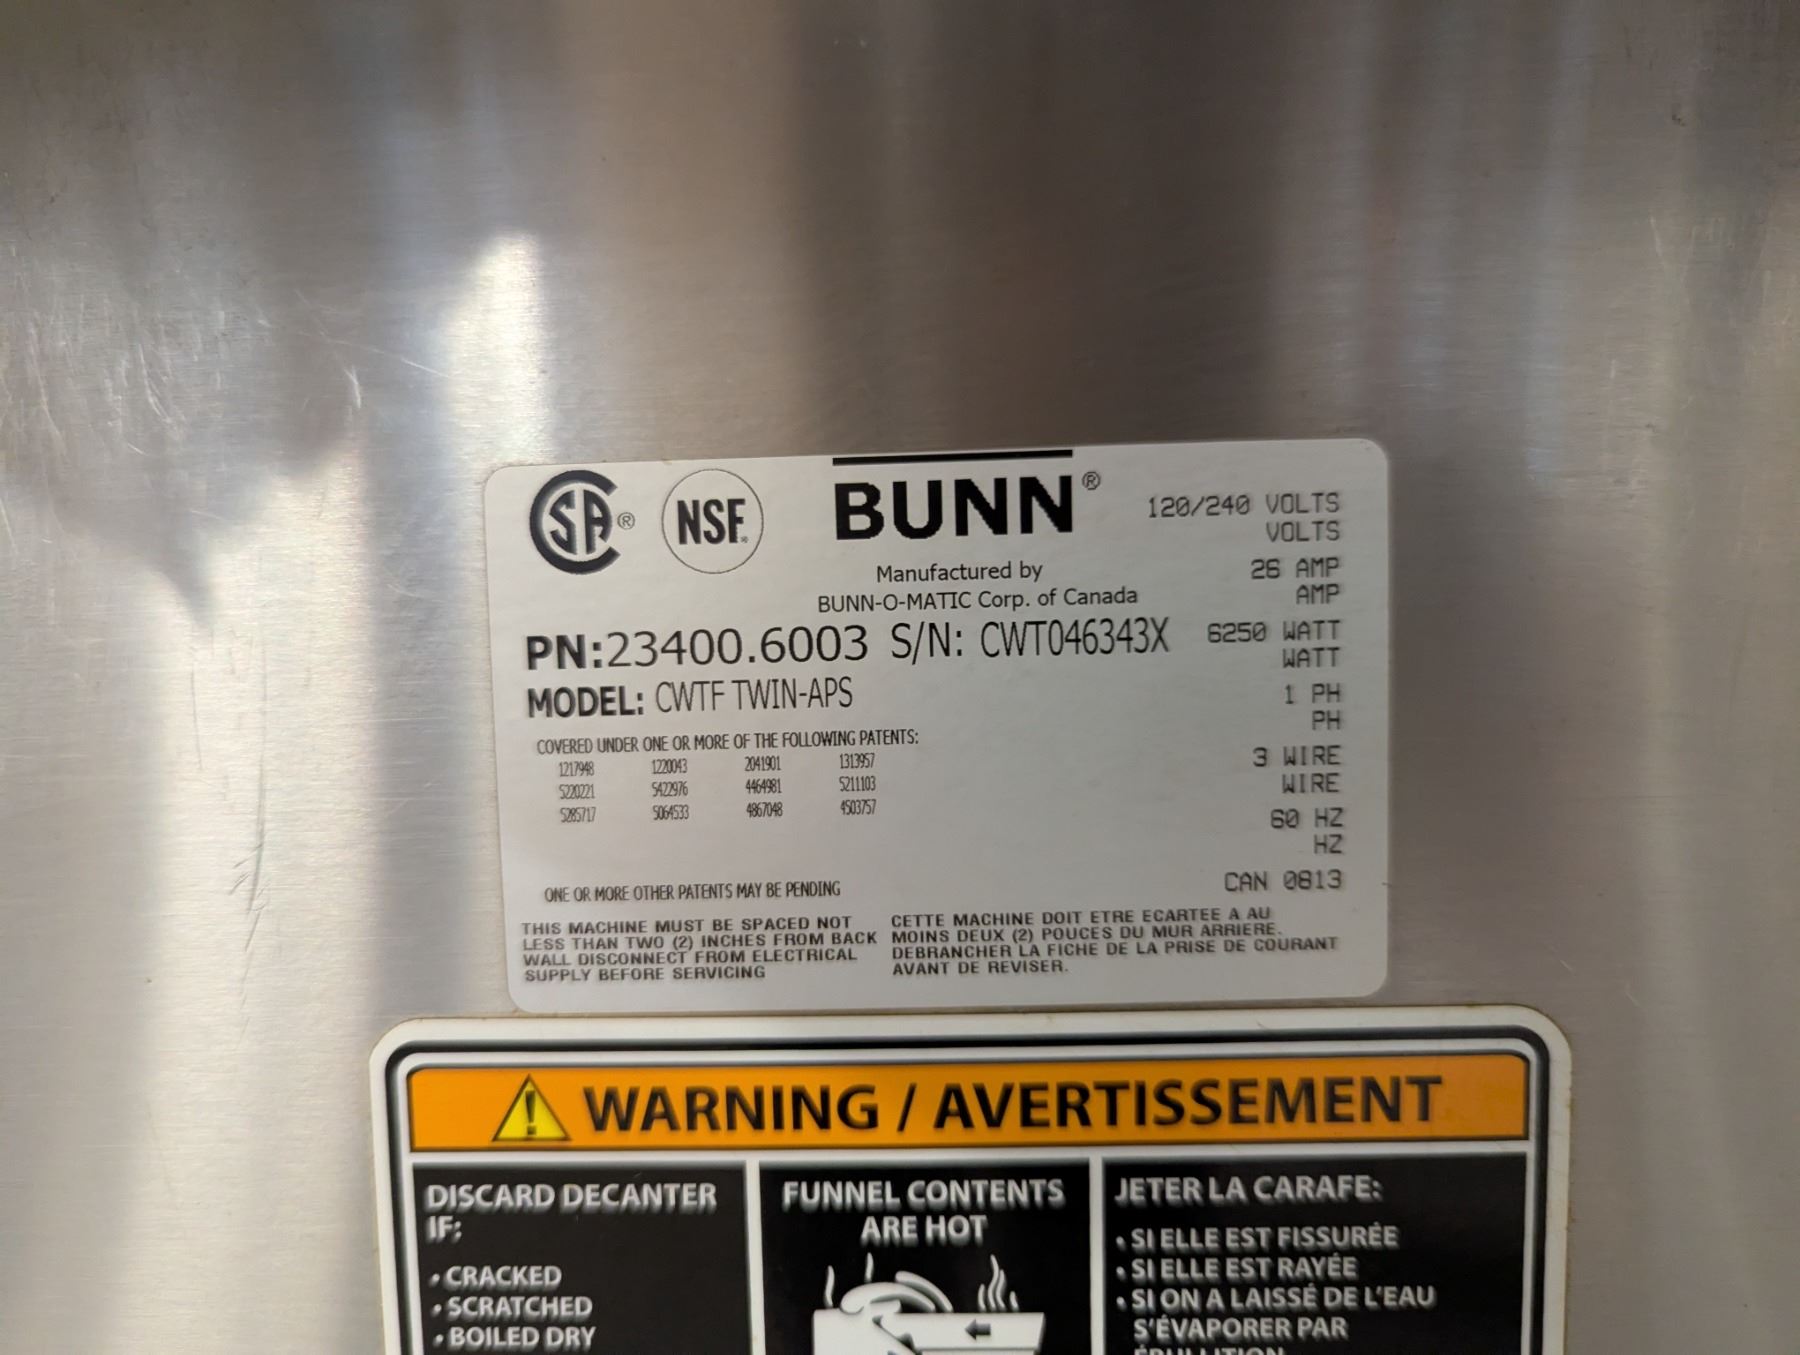 CSA® NSF® BUNN®
Manufactured by
BUNN-O-MATIC Corp. of Canada
PN:23400.6003 S/N: CWT046343X
MODEL: CWTF TWIN-APS
120/240 VOLTS
VOLTS
26 AMP
AMP
6250 WATT
WATT
1 PH
PH
3 WIRE
WIRE
60 HZ
HZ
CAN 0813
COVERED UNDER ONE OR MORE OF THE FOLLOWING PATENTS:
1217948 1220043 2041901 1313957
5220221 5422976 4464981 5211103
5285717 5064533 4867048 4503757
ONE OR MORE OTHER PATENTS MAY BE PENDING
THIS MACHINE MUST BE SPACED NOT
LESS THAN TWO (2) INCHES FROM BACK
WALL DISCONNECT FROM ELECTRICAL
SUPPLY BEFORE SERVICING
CETTE MACHINE DOIT ETRE ECARTEE A AU
MOINS DEUX (2) POUCES DU MUR ARRIERE.
DEBRANCHER LA FICHE DE LA PRISE DE COURANT
AVANT DE REVISER.
WARNING / AVERTISSEMENT
DISCARD DECANTER
IF:
• CRACKED
• SCRATCHED
• BOILED DRY
FUNNEL CONTENTS
ARE HOT
JETER LA CARAFE:
• SI ELLE EST FISSURÉE
• SI ELLE EST RAYÉE
• SI ON A LAISSÉ DE L'EAU
S'ÉVAPORER PAR